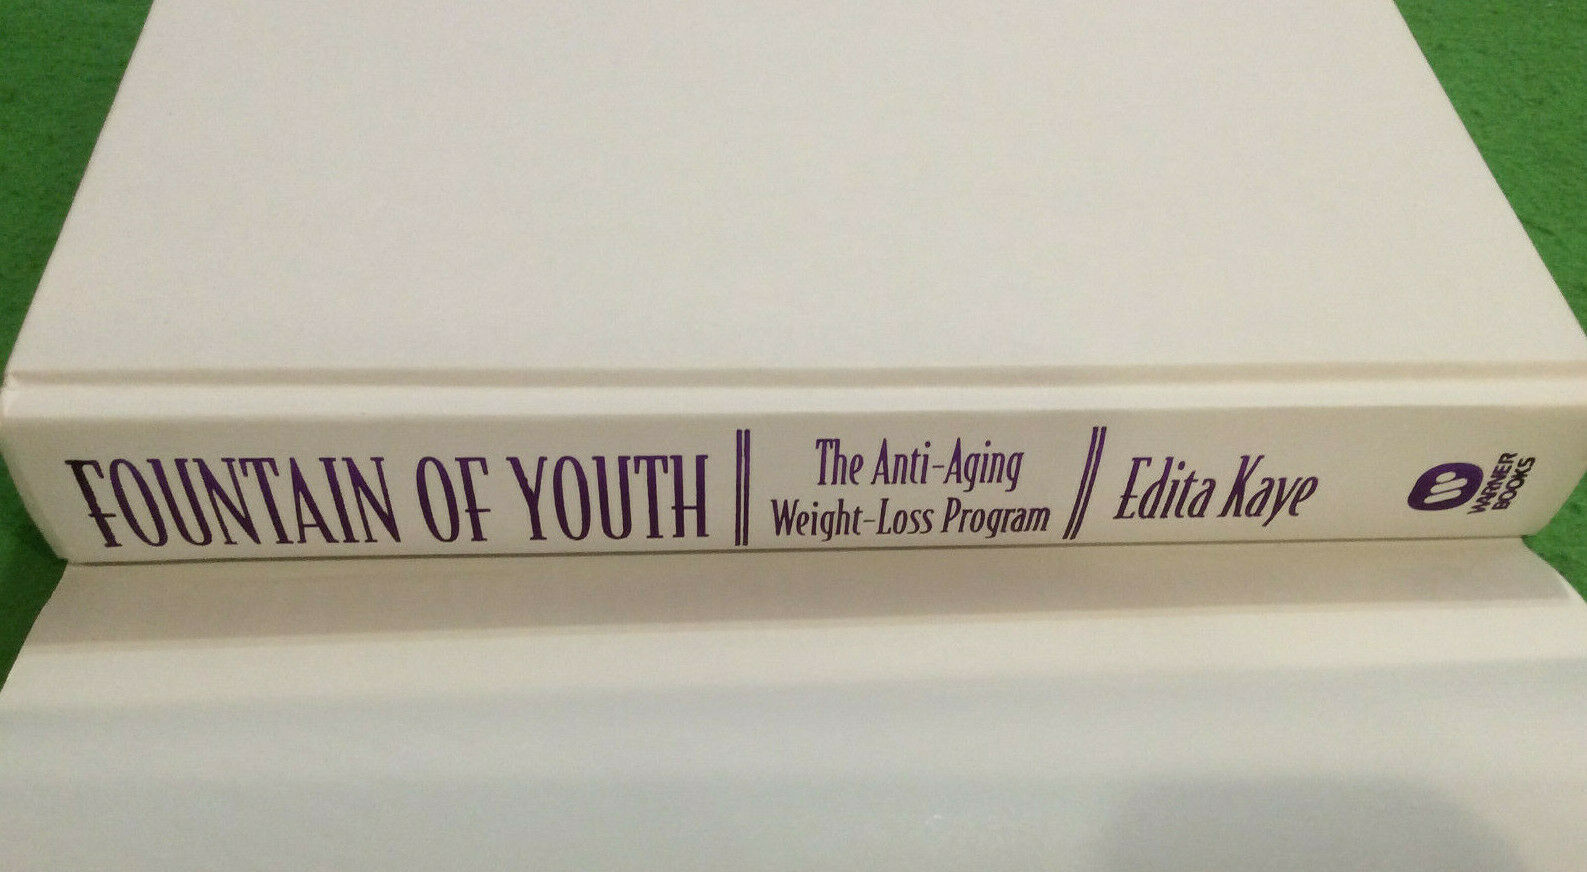 FOUNTAIN OF YOUTH
The Anti-Aging
Weight-Loss Program
Edita Kaye
WARNER
BOOKS